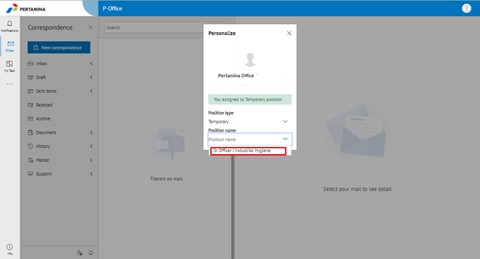 PERTAMINA
P-Office
Notifications
P-Office
My Task
Info
Correspondence
New correspondence
Inbox
Draft
Sent items
Rejected
Archive
Document
History
Master
Support
Search
There's no mail
Personalize
Pertamina Office
You assigned to Temporary position
Position type
Temporary
Position name
Position name
Officer I Industrial Hygiene
Select your mail to see detail